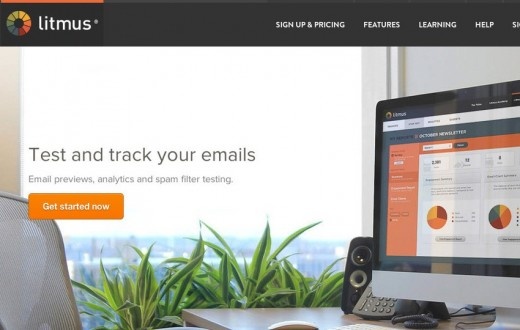 litmus®
SIGN UP & PRICING FEATURES LEARNING HELP
Test and track your emails
Email previews, analytics and spam filter testing.
Get started now
litmus
OCTOBER NEWSLETTER